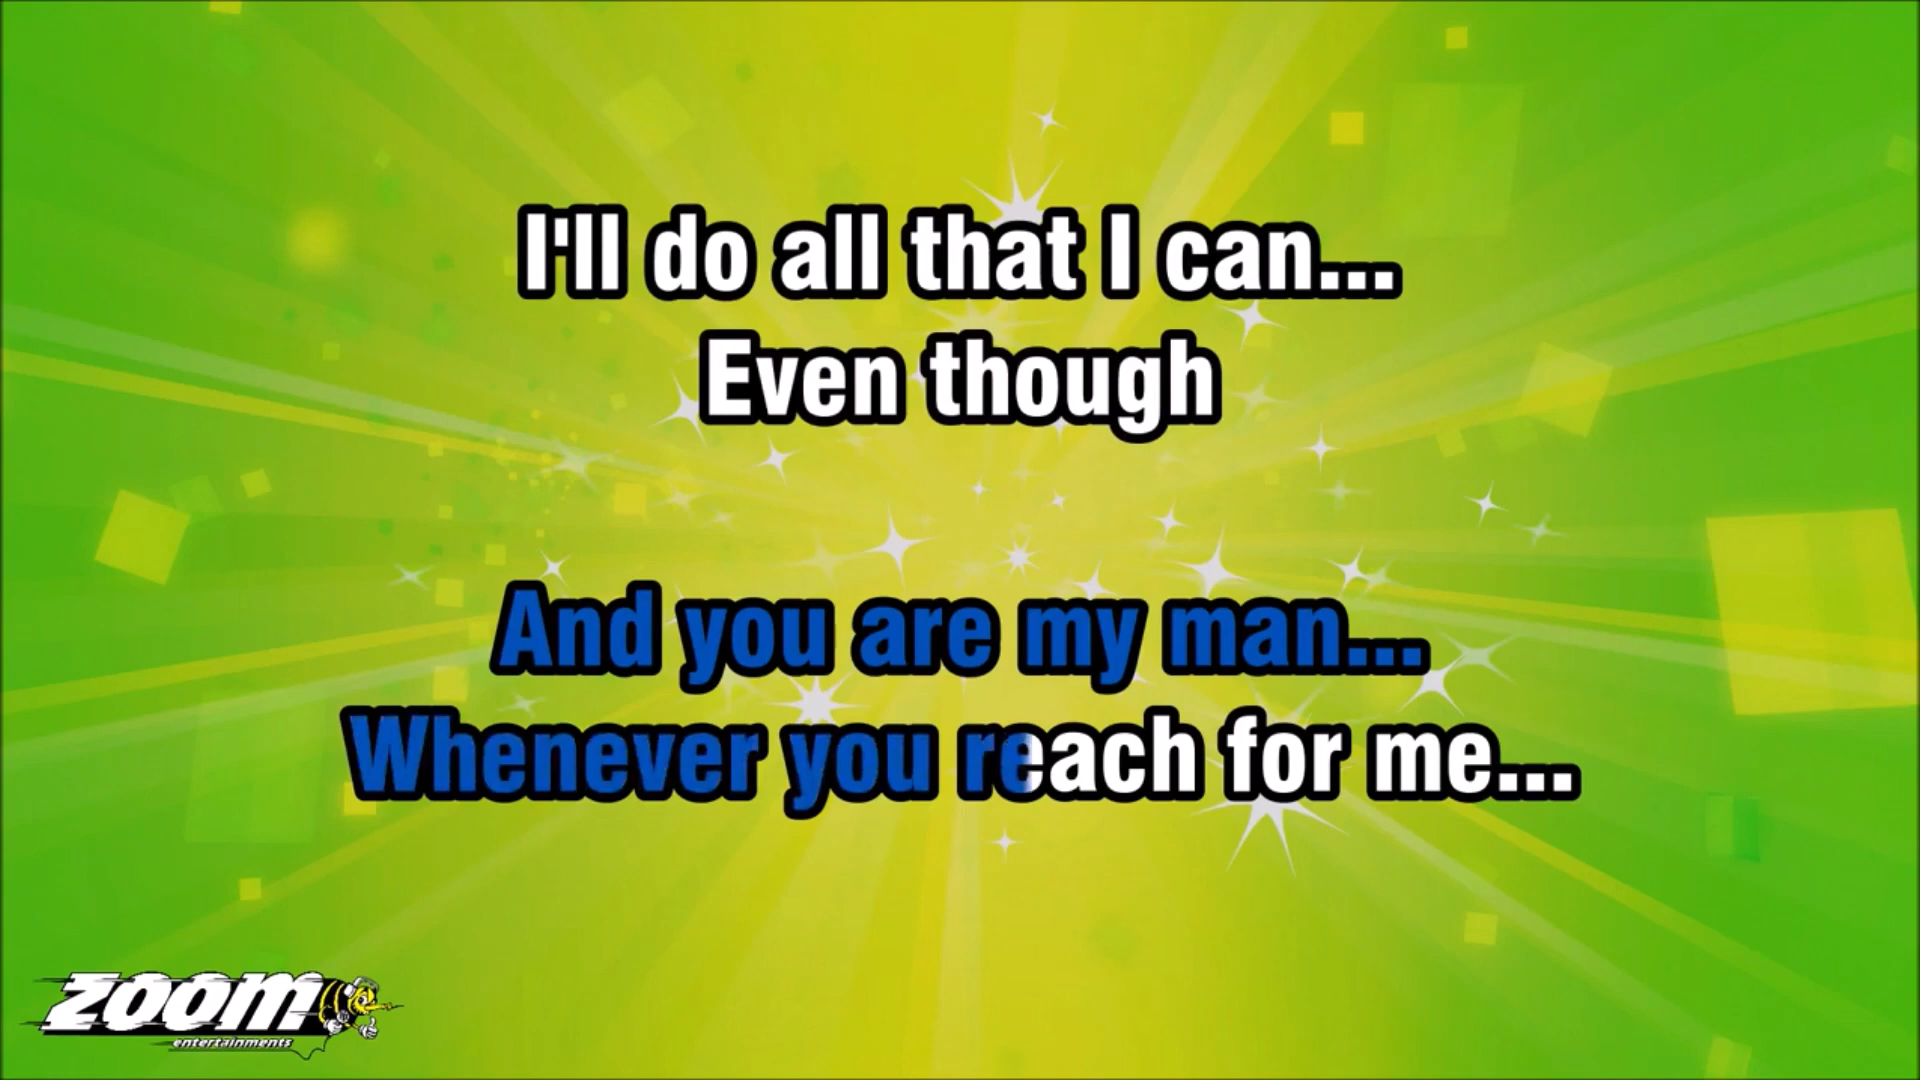 I'll do all that I can...
Even though
And you are my man...
Whenever you reach for me...
zoom
entertainments